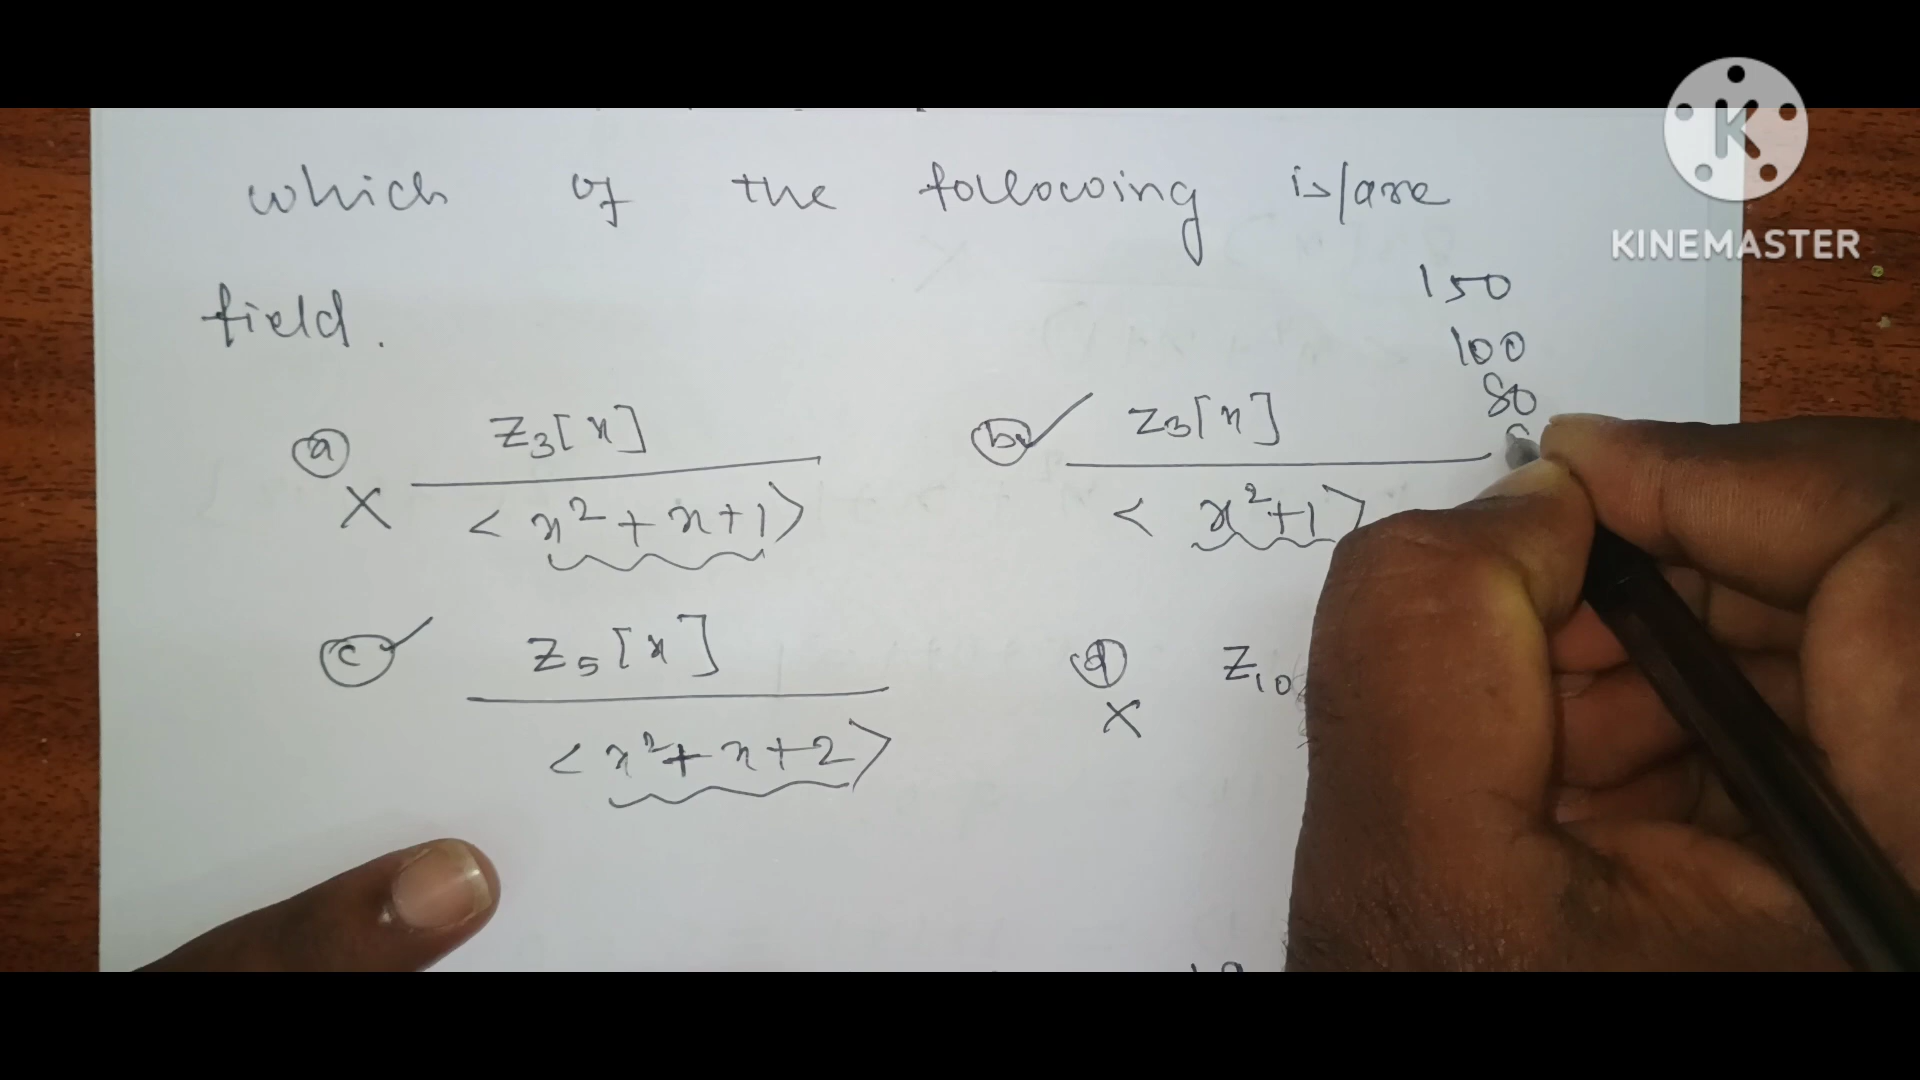 KINEMASTER
which of the following is/are
field.
150
100
80
(a) Z₃[x]
< x² + x + 1 >
X
(b) ✓ Z₃[x]
< x² + 1 >
(c) ✓ Z₅[x]
< x² + x + 2 >
(d) Z₁₀
X